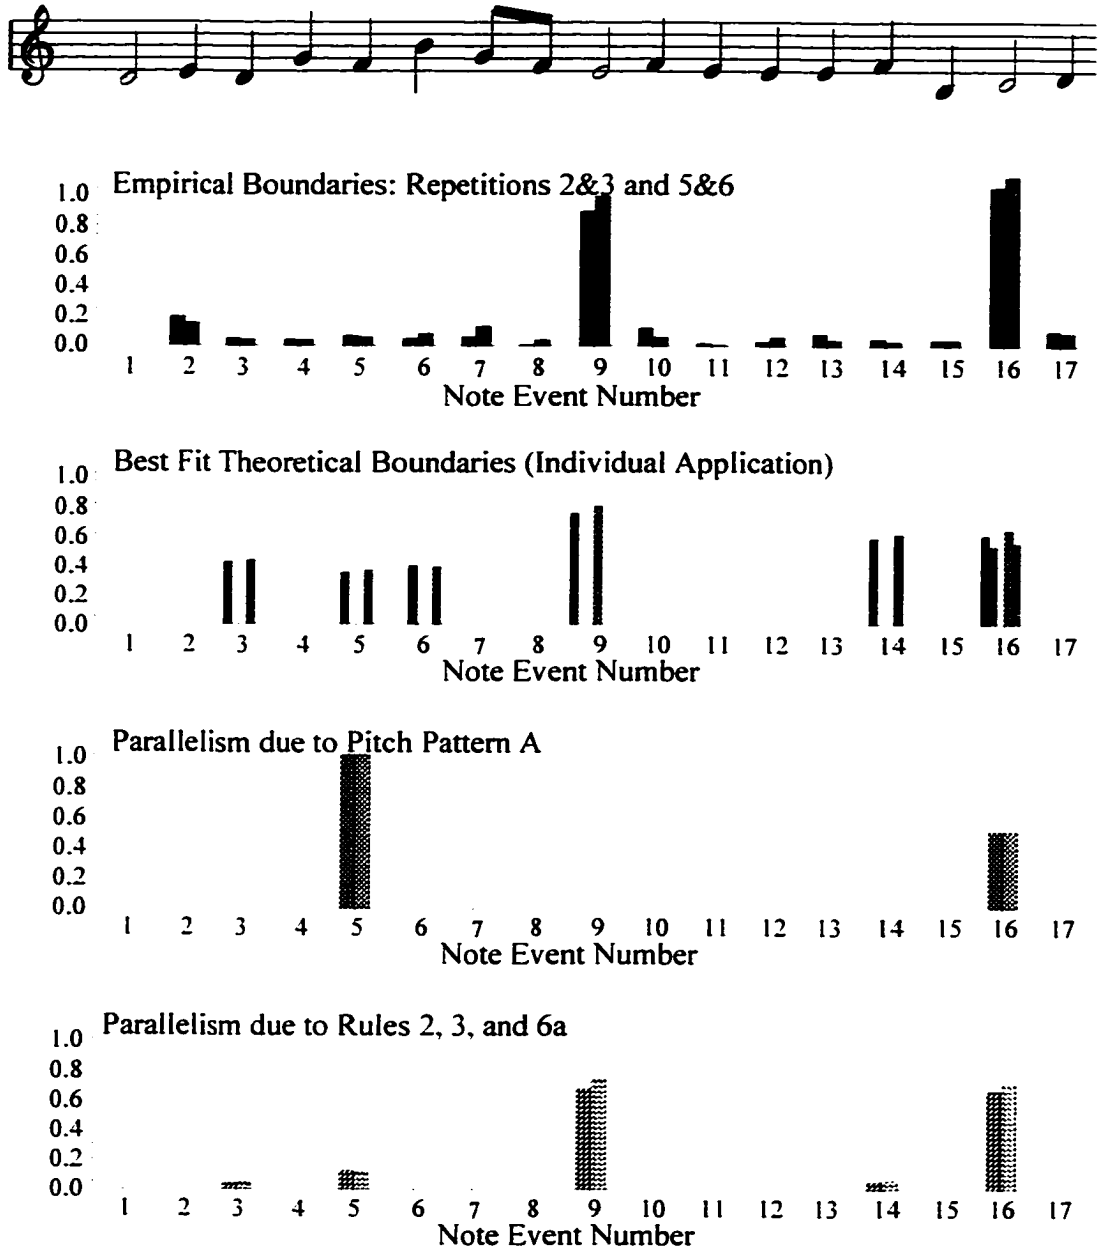 Empirical Boundaries: Repetitions 2&3 and 5&6
1.0
0.8
0.6
0.4
0.2
0.0
1 2 3 4 5 6 7 8 9 10 11 12 13 14 15 16 17
Note Event Number
Best Fit Theoretical Boundaries (Individual Application)
1.0
0.8
0.6
0.4
0.2
0.0
1 2 3 4 5 6 7 8 9 10 11 12 13 14 15 16 17
Note Event Number
Parallelism due to Pitch Pattern A
1.0
0.8
0.6
0.4
0.2
0.0
1 2 3 4 5 6 7 8 9 10 11 12 13 14 15 16 17
Note Event Number
Parallelism due to Rules 2, 3, and 6a
1.0
0.8
0.6
0.4
0.2
0.0
1 2 3 4 5 6 7 8 9 10 11 12 13 14 15 16 17
Note Event Number